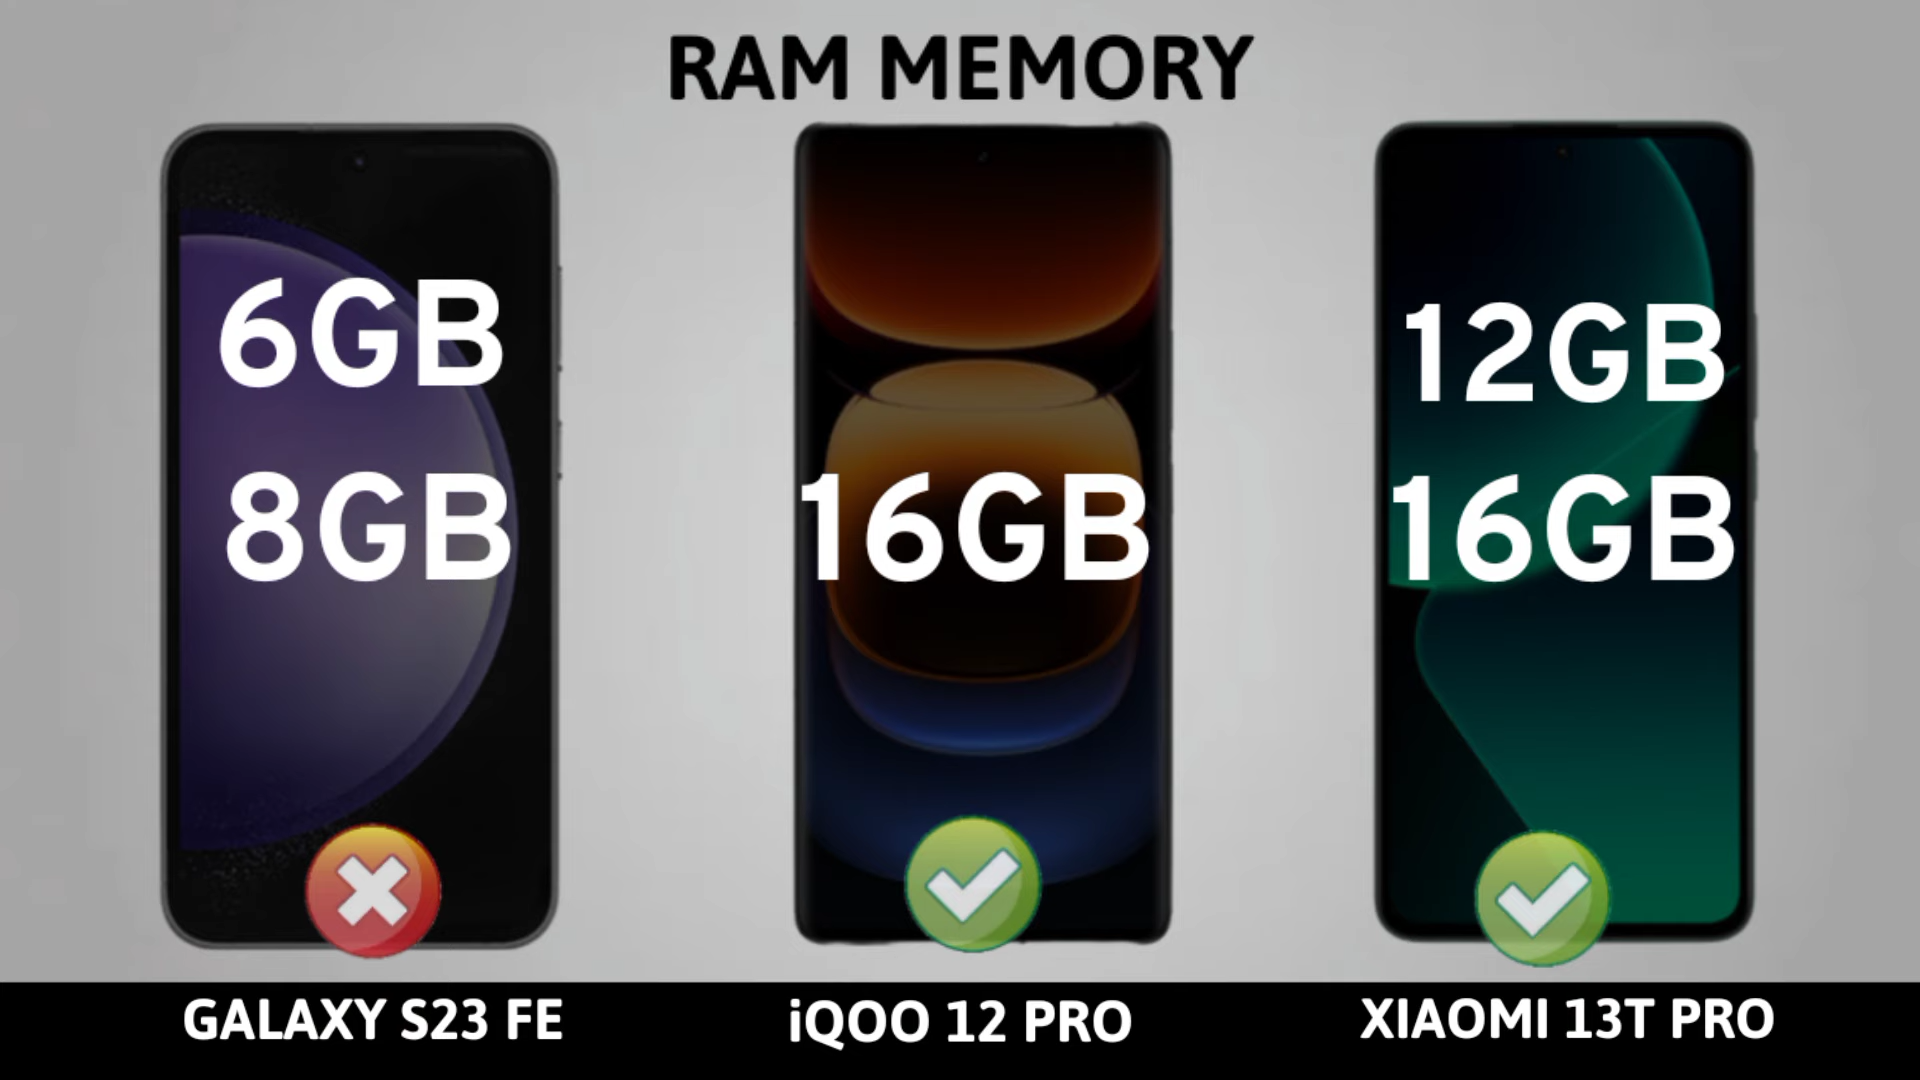 RAM MEMORY
6GB
8GB
16GB
12GB
16GB
GALAXY S23 FE
iQOO 12 PRO
XIAOMI 13T PRO